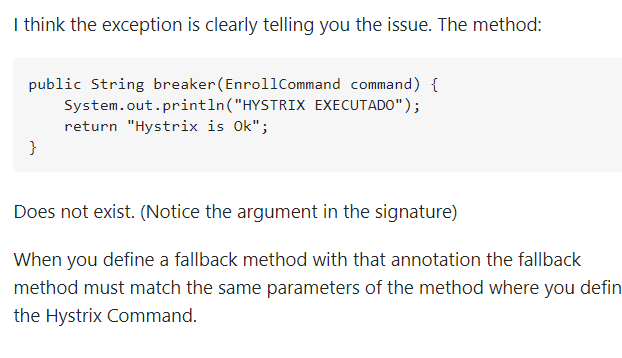 I think the exception is clearly telling you the issue. The method:
public String breaker(EnrollCommand command) {
    System.out.println("HYSTRIX EXECUTADO");
    return "Hystrix is Ok";
}
Does not exist. (Notice the argument in the signature)
When you define a fallback method with that annotation the fallback
method must match the same parameters of the method where you defin
the Hystrix Command.